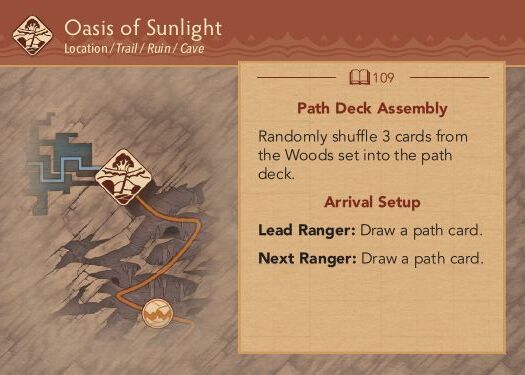 Oasis of Sunlight
Location / Trail / Ruin / Cave
109
Path Deck Assembly
Randomly shuffle 3 cards from
the Woods set into the path
deck.
Arrival Setup
Lead Ranger: Draw a path card.
Next Ranger: Draw a path card.